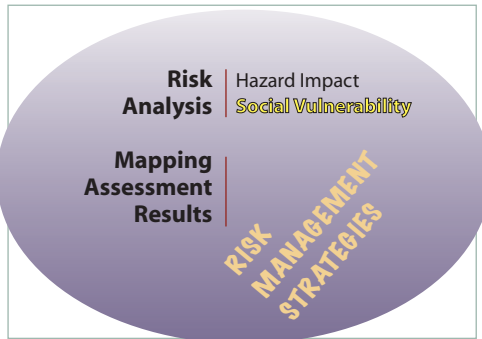 Risk Analysis
Hazard Impact
Social Vulnerability
Mapping Assessment Results
RISK
MANAGEMENT
STRATEGIES